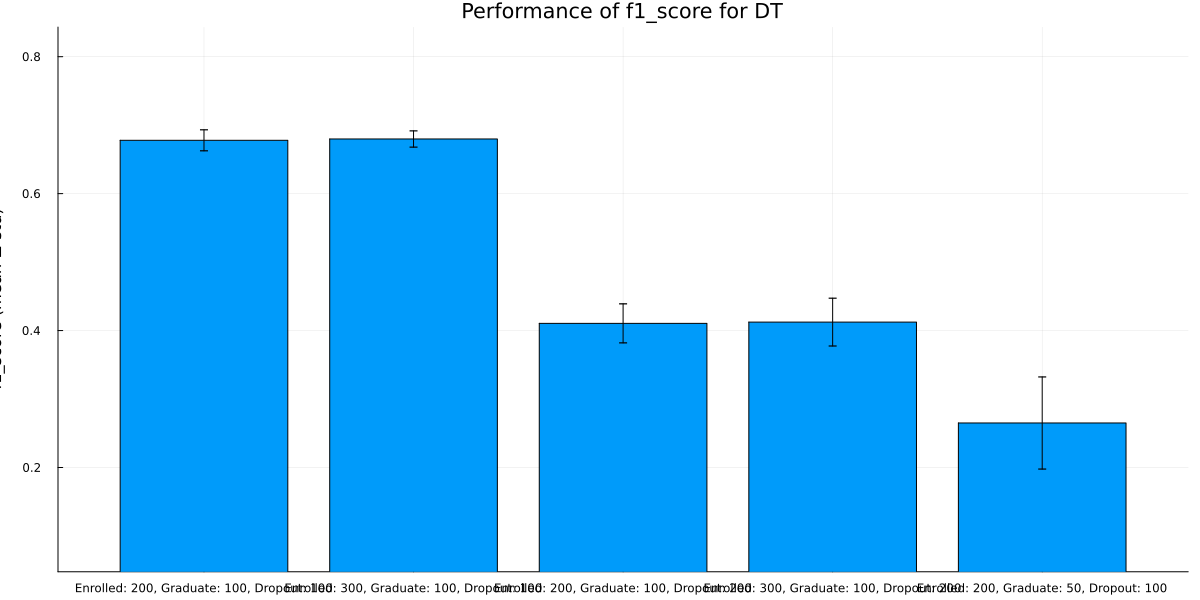 Performance of f1_score for DT
0.8
0.6
0.4
0.2
Enrolled: 200, Graduate: 100, Dropout: 100
Enrolled: 300, Graduate: 100, Dropout: 100
Enrolled: 200, Graduate: 100, Dropout: 200
Enrolled: 300, Graduate: 100, Dropout: 200
Enrolled: 200, Graduate: 50, Dropout: 100